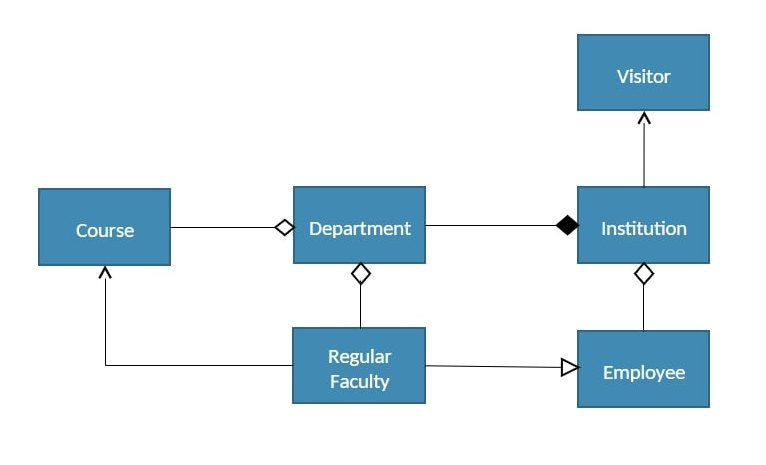 Visitor
Course
Department
Institution
Regular
Faculty
Employee